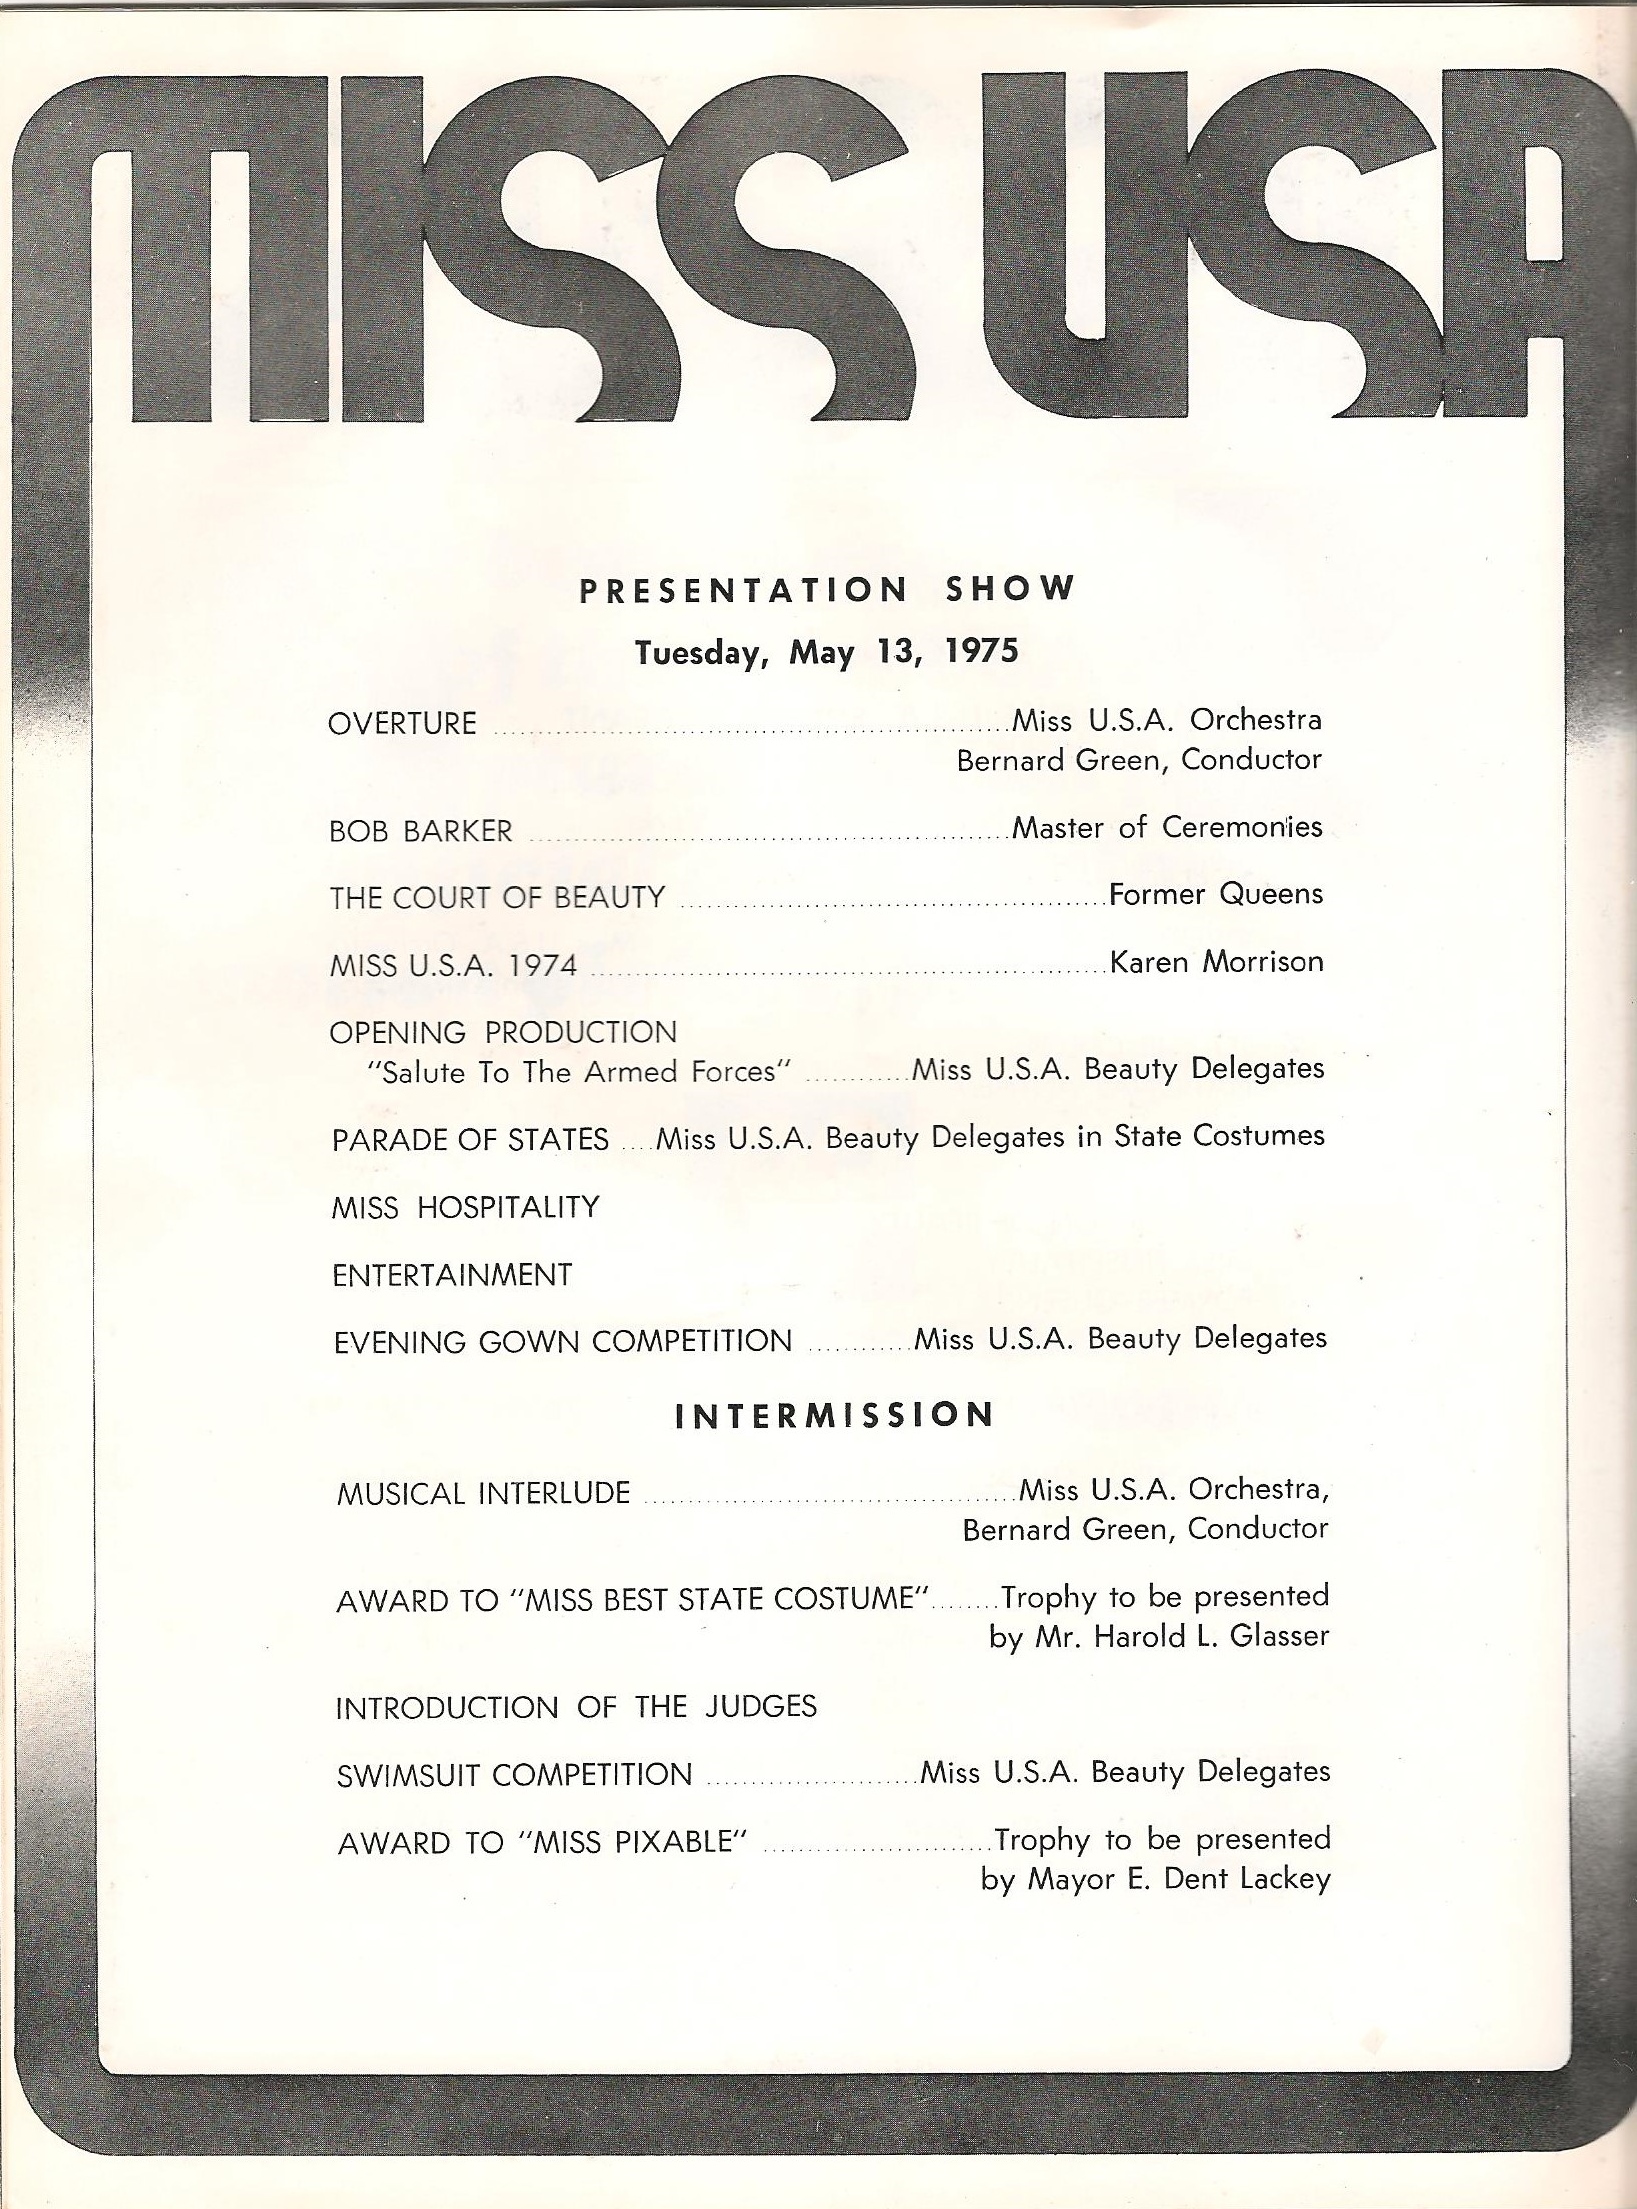 MISS USA
PRESENTATION SHOW
Tuesday, May 13, 1975
OVERTURE ........ Miss U.S.A. Orchestra
Bernard Green, Conductor
BOB BARKER ........ Master of Ceremonies
THE COURT OF BEAUTY ........ Former Queens
MISS U.S.A. 1974 ........ Karen Morrison
OPENING PRODUCTION
"Salute To The Armed Forces" ........ Miss U.S.A. Beauty Delegates
PARADE OF STATES .... Miss U.S.A. Beauty Delegates in State Costumes
MISS HOSPITALITY
ENTERTAINMENT
EVENING GOWN COMPETITION ........ Miss U.S.A. Beauty Delegates
INTERMISSION
MUSICAL INTERLUDE ........ Miss U.S.A. Orchestra,
Bernard Green, Conductor
AWARD TO "MISS BEST STATE COSTUME" ........ Trophy to be presented
by Mr. Harold L. Glasser
INTRODUCTION OF THE JUDGES
SWIMSUIT COMPETITION ........ Miss U.S.A. Beauty Delegates
AWARD TO "MISS PIXABLE" ........ Trophy to be presented
by Mayor E. Dent Lackey